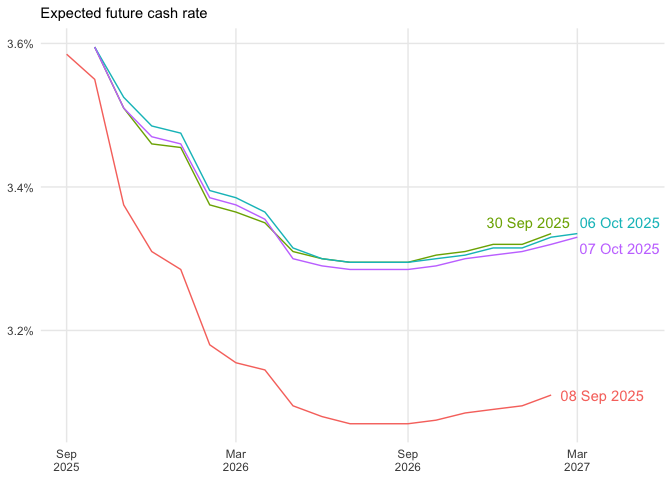 Expected future cash rate
3.6%
3.4%
3.2%
30 Sep 2025
06 Oct 2025
07 Oct 2025
08 Sep 2025
Sep
2025
Mar
2026
Sep
2026
Mar
2027